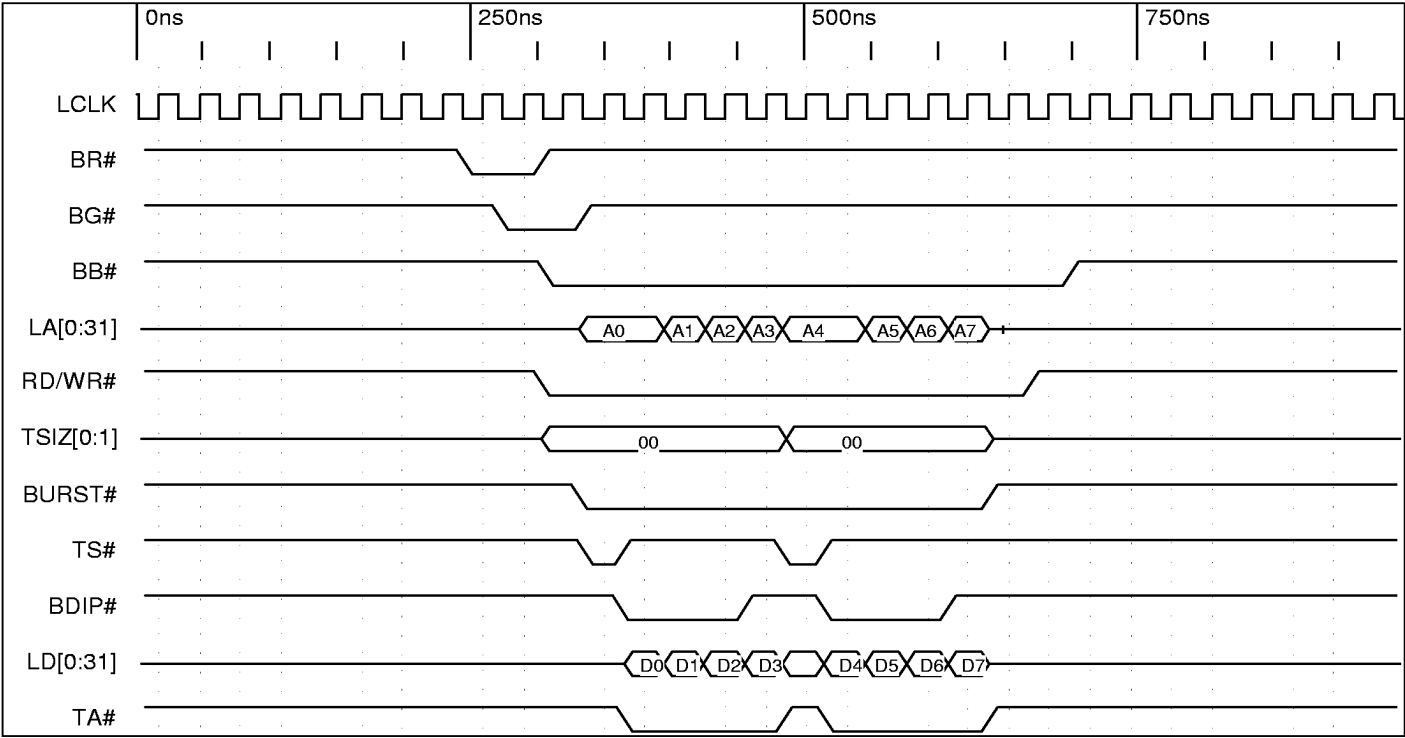 0ns 250ns 500ns 750ns
LCLK
BR#
BG#
BB#
LA[0:31] A0 A1 A2 A3 A4 A5 A6 A7
RD/WR#
TSIZ[0:1] 00 00
BURST#
TS#
BDIP#
LD[0:31] D0 D1 D2 D3 D4 D5 D6 D7
TA#